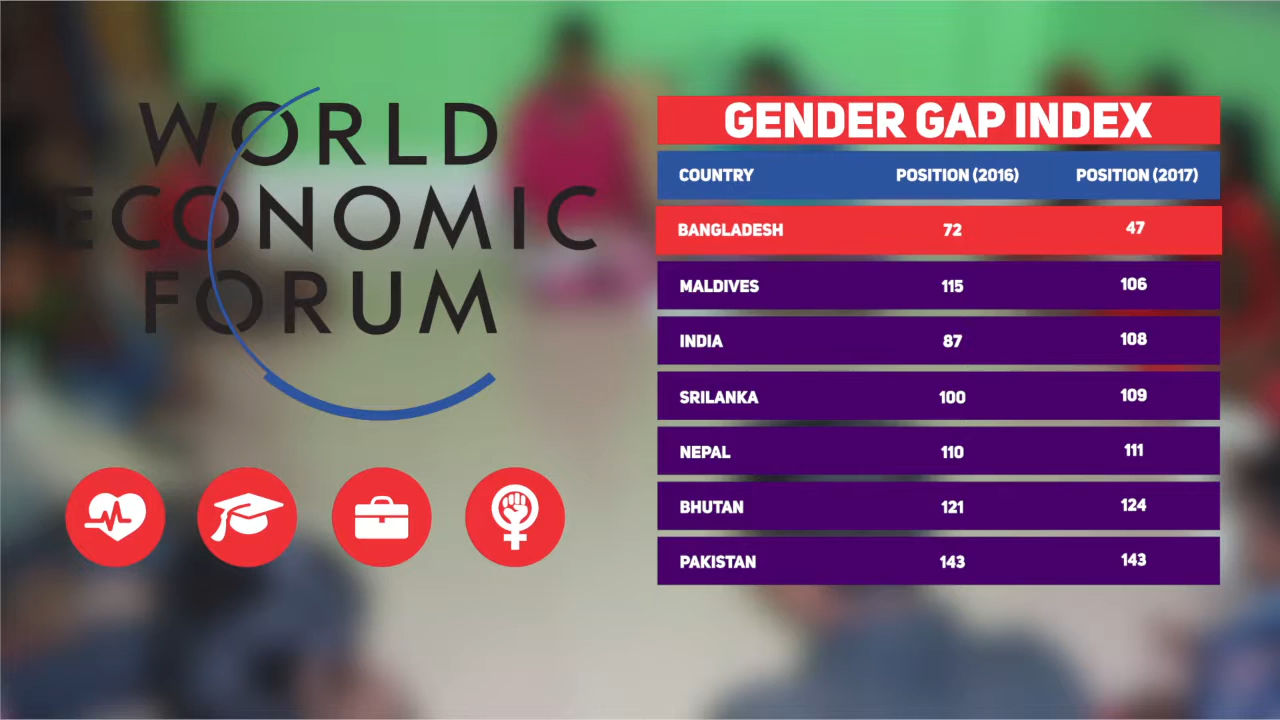 WORLD
ECONOMIC
FORUM
GENDER GAP INDEX
COUNTRY POSITION (2016) POSITION (2017)
BANGLADESH 72 47
MALDIVES 115 106
INDIA 87 108
SRILANKA 100 109
NEPAL 110 111
BHUTAN 121 124
PAKISTAN 143 143